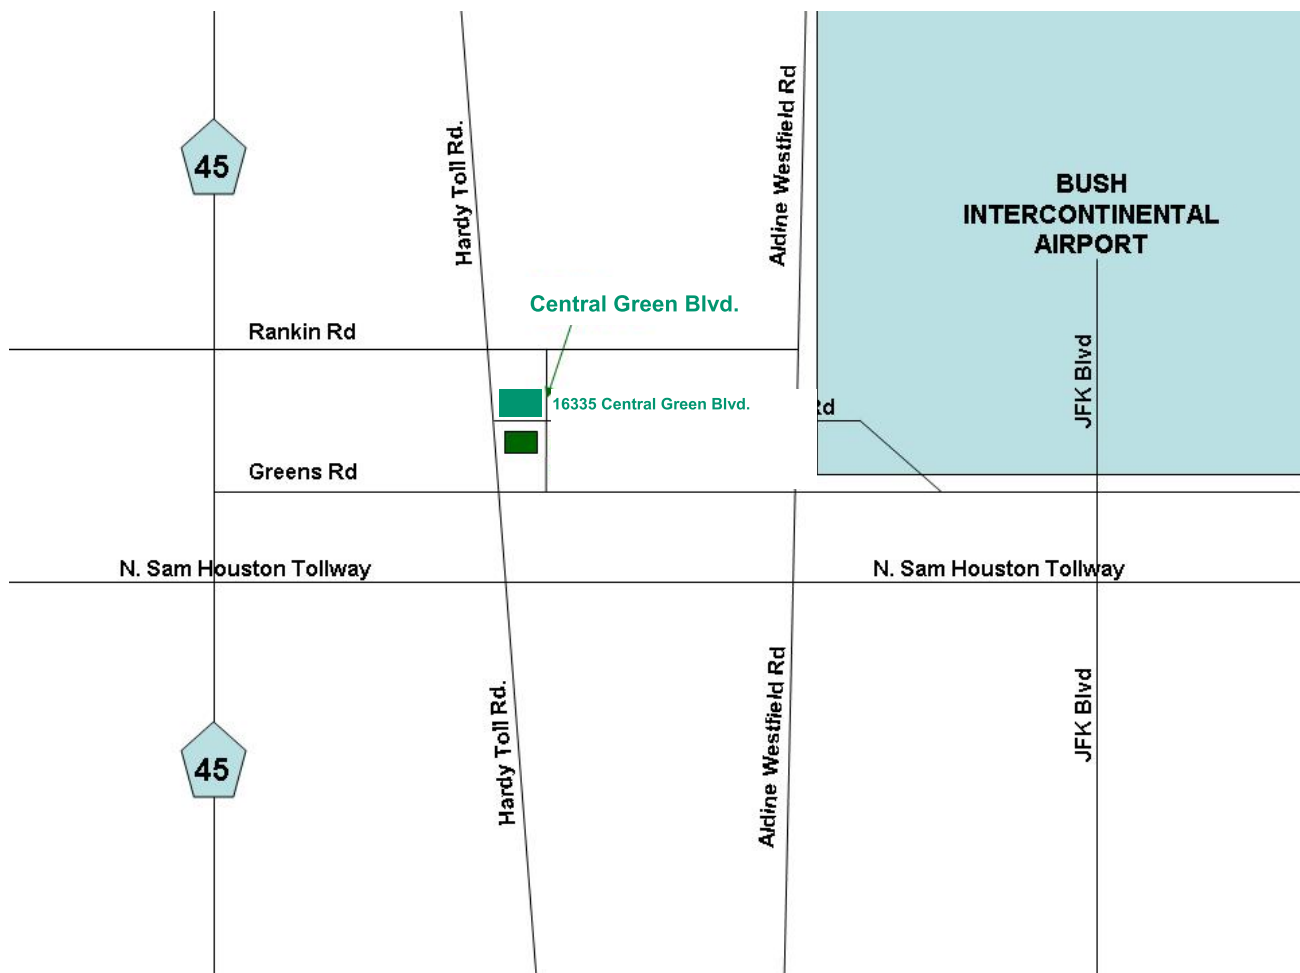 45
Hardy Toll Rd.
Aldine Westfield Rd
BUSH
INTERCONTINENTAL
AIRPORT
Central Green Blvd.
Rankin Rd
JFK Blvd
16335 Central Green Blvd.
Rd
Greens Rd
N. Sam Houston Tollway
N. Sam Houston Tollway
45
Hardy Toll Rd.
Aldine Westfield Rd
JFK Blvd